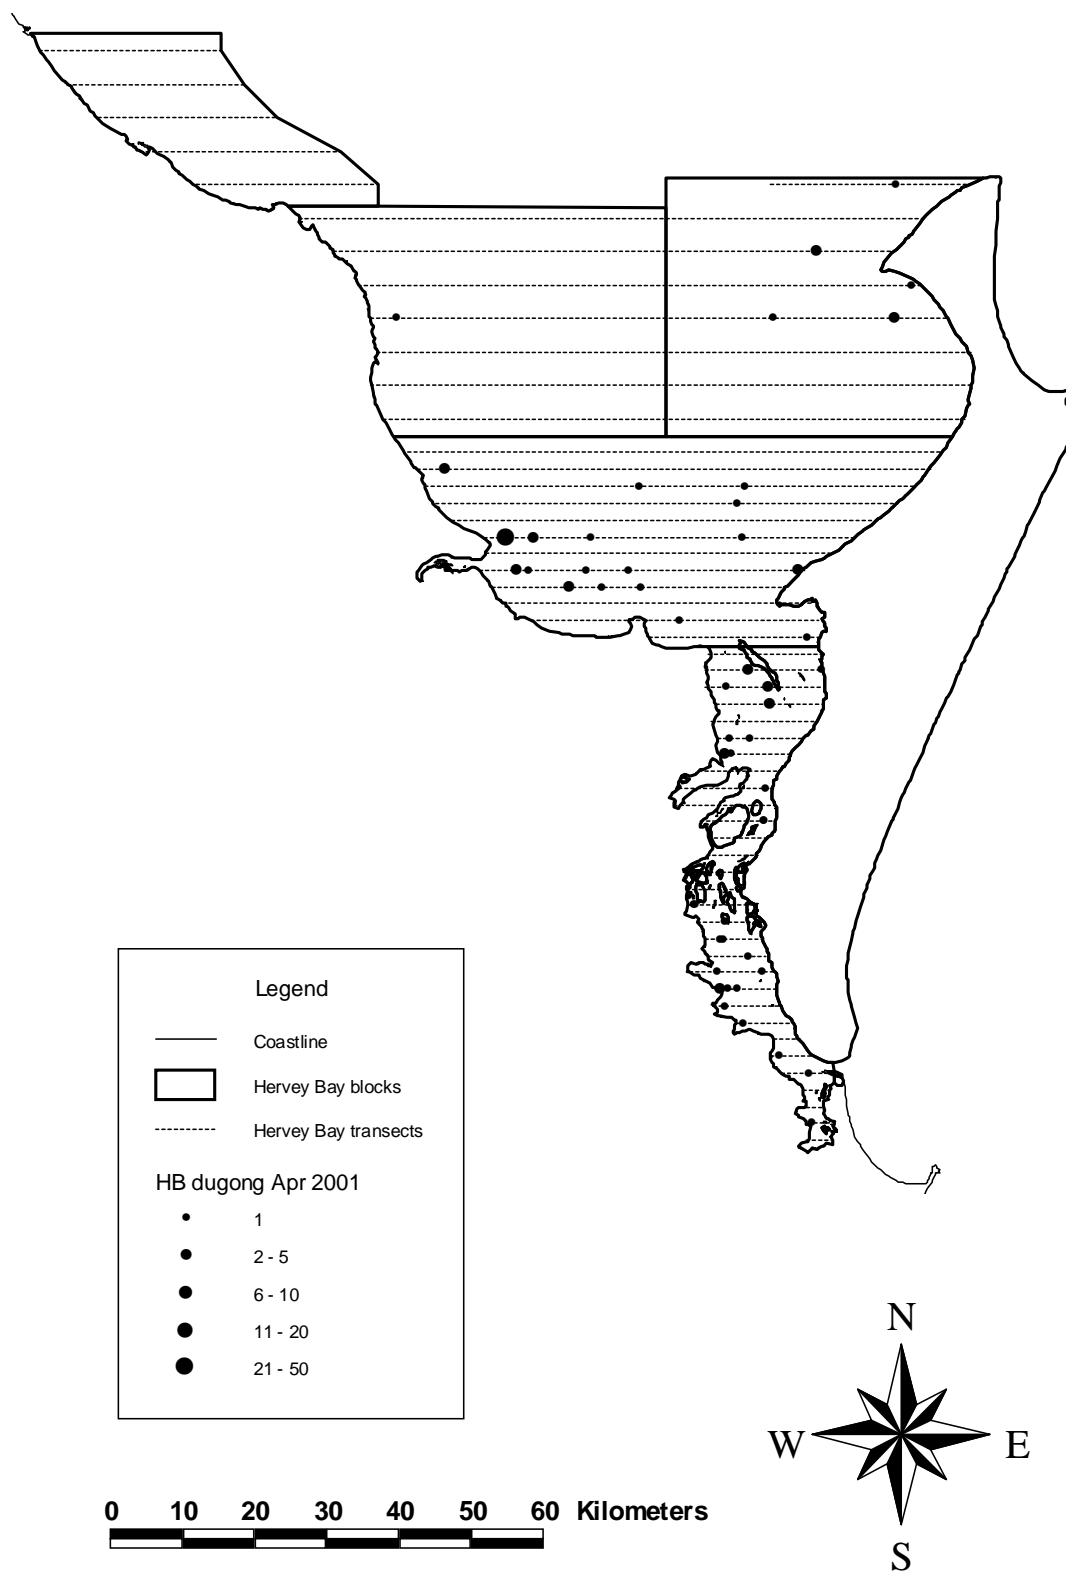 Legend
Coastline
Hervey Bay blocks
Hervey Bay transects
HB dugong Apr 2001
1
2 - 5
6 - 10
11 - 20
21 - 50
N
W E
S
0 10 20 30 40 50 60 Kilometers